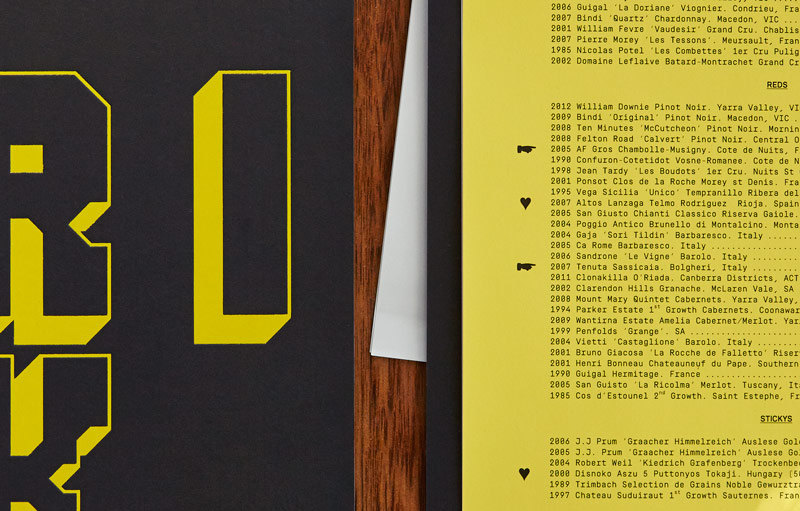 RI
K
2006 Guigal 'La Doriane' Viognier. Condrieu, Fra
2007 Bindi 'Quartz' Chardonnay. Macedon, VIC ...
2001 William Fevre 'Vaudesir' Grand Cru. Chablis
2007 Pierre Morey 'Les Tessons'. Meursault, Fran
1985 Nicolas Potel 'Les Combettes' 1er Cru Pulig
2002 Domaine Leflaive Batard-Montrachet Grand Cr
REDS
2012 William Downie Pinot Noir. Yarra Valley, VI
2009 Bindi 'Original' Pinot Noir. Macedon, VIC .
2008 Ten Minutes 'McCutcheon' Pinot Noir. Mornin
2008 Felton Road 'Calvert' Pinot Noir. Central O
2005 AF Gros Chambolle-Musigny. Cote de Nuits, F
1990 Confuron-Cotetidot Vosne-Romanee. Cote de N
1998 Jean Tardy 'Les Boudots' 1er Cru. Nuits St
2001 Ponsot Clos de la Roche Morey st Denis. Fra
1995 Vega Sicilia 'Unico' Tempranillo Ribera del
2007 Altos Lanzaga Telmo Rodriguez Rioja. Spain
2005 San Giusto Chianti Classico Riserva Gaiole.
2004 Poggio Antico Brunello di Montalcino. Monta
2004 Gaja 'Sori Tildin' Barbaresco. Italy ......
2005 Ca Rome Barbaresco. Italy .................
2006 Sandrone 'Le Vigne' Barolo. Italy .........
2007 Tenuta Sassicaia. Bolgheri, Italy .........
2011 Clonakilla O'Riada. Canberra Districts, ACT
2002 Clarendon Hills Granache. McLaren Vale, SA
2008 Mount Mary Quintet Cabernets. Yarra Valley,
1994 Parker Estate 1st Growth Cabernets. Coonawar
2009 Wantirna Estate Amelia Cabernet/Merlot. Yar
1999 Penfolds 'Grange'. SA .....................
2004 Vietti 'Castaglione' Barolo. Italy ........
2001 Bruno Giacosa 'La Rocche de Falletto' Riser
2001 Henri Bonneau Chateauneuf du Pape. Southern
1990 Guigal Hermitage. France ..................
2005 San Guisto 'La Ricolma' Merlot. Tuscany, It
1985 Cos d'Estounel 2nd Growth. Saint Estephe, Fr
STICKYS
2006 J.J Prum 'Graacher Himmelreich' Auslese Gol
2005 J.J. Prum 'Graacher Himmelreich' Auslese Go
2004 Robert Weil 'Kiedrich Grafenberg' Trockenbe
2000 Disnoko Aszu 5 Puttonyos Tokaji. Hungary (50
1989 Trimbach Selection de Grains Noble Gewurztra
1997 Chateau Suduiraut 1st Growth Sauternes. Fran